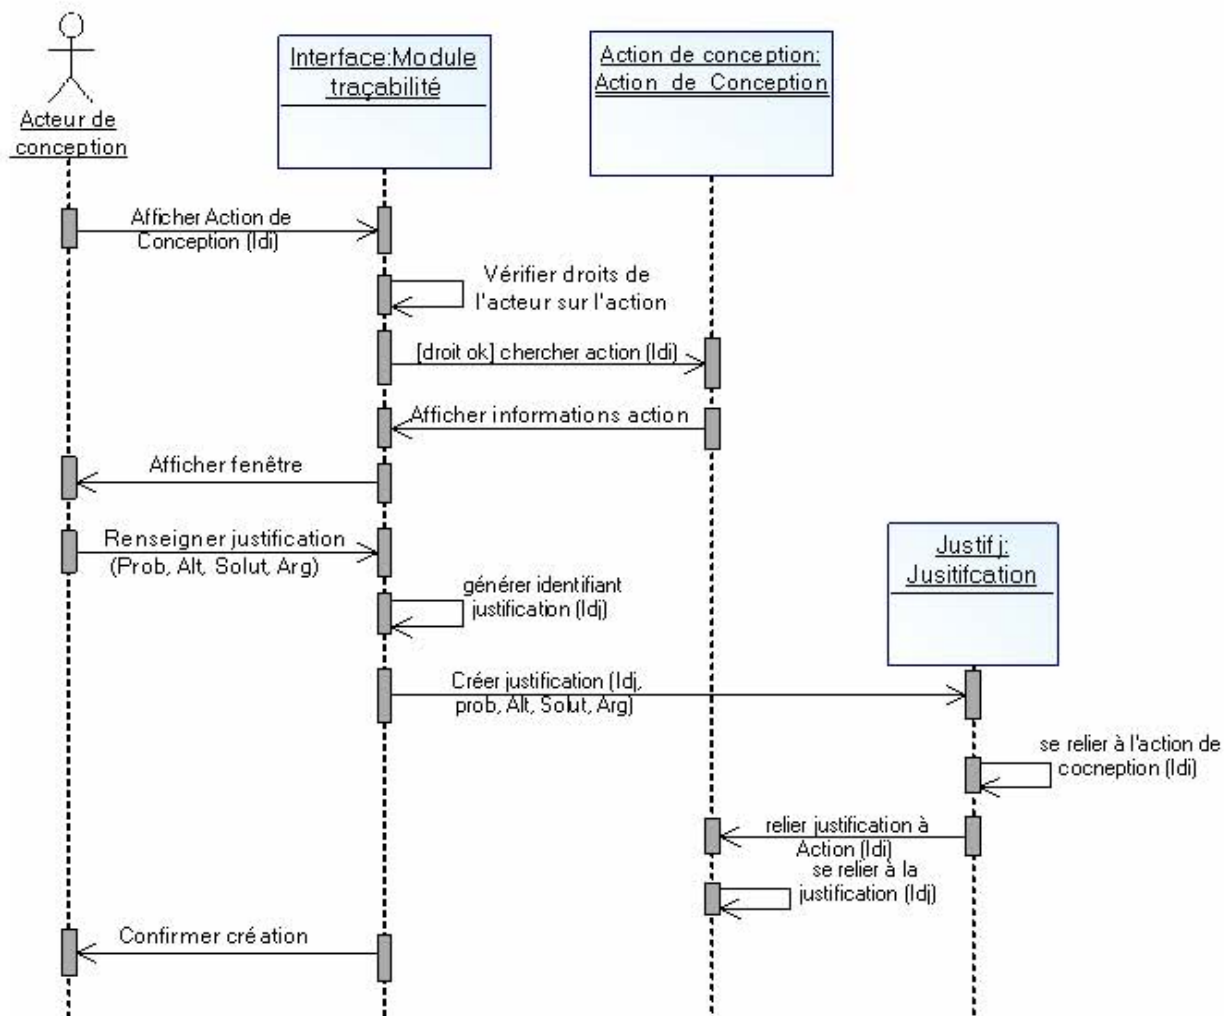 Acteur de
conception
Interface:Module
traçabilité
Action de conception:
Action de Conception
Afficher Action de
Conception (Idi)
Vérifier droits de
l'acteur sur l'action
[droit ok] chercher action (Idi)
Afficher informations action
Afficher fenêtre
Renseigner justification
(Prob, Alt, Solut, Arg)
Justif j:
Jusitifcation
générer identifiant
justification (Idj)
Créer justification (Idj,
prob, Alt, Solut, Arg)
se relier à l'action de
cocneption (Idi)
relier justification à
Action (Idi)
se relier à la
justification (Idj)
Confirmer création